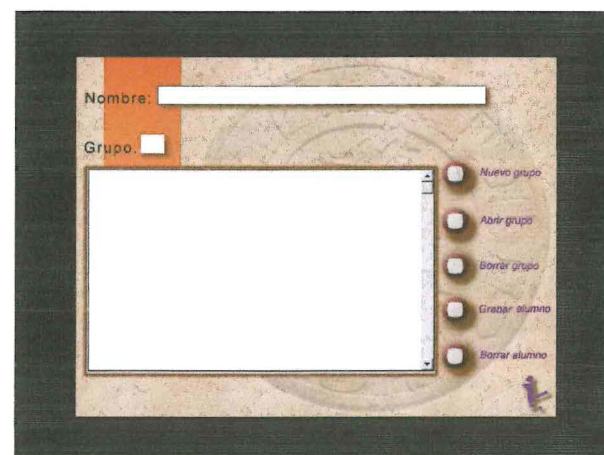 Nombre:
Grupo:
Nuevo grupo
Abrir grupo
Borrar grupo
Grabar alumno
Borrar alumno